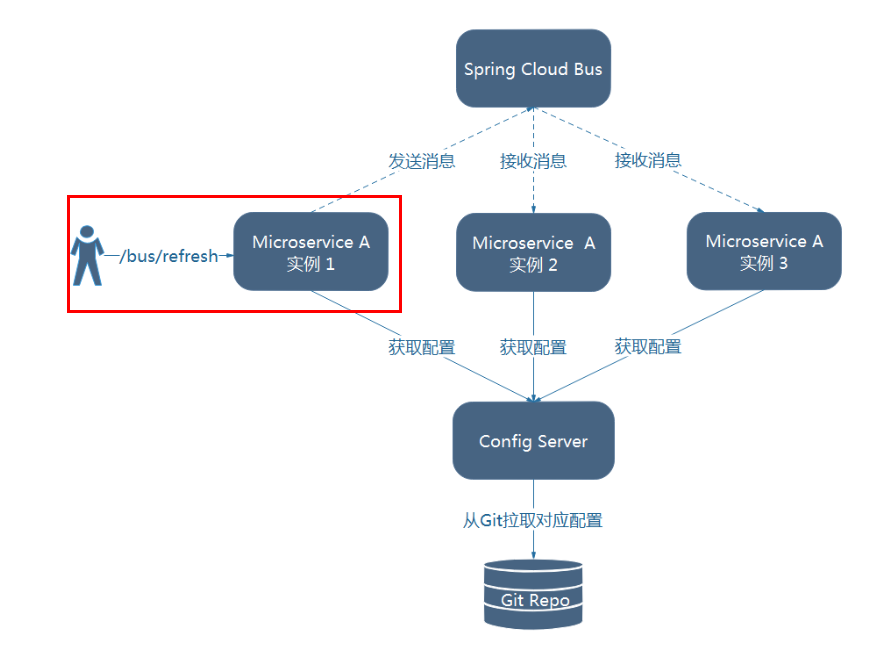 Spring Cloud Bus
发送消息
接收消息
接收消息
/bus/refresh
Microservice A
实例 1
Microservice A
实例 2
Microservice A
实例 3
获取配置
获取配置
获取配置
Config Server
从Git拉取对应配置
Git Repo